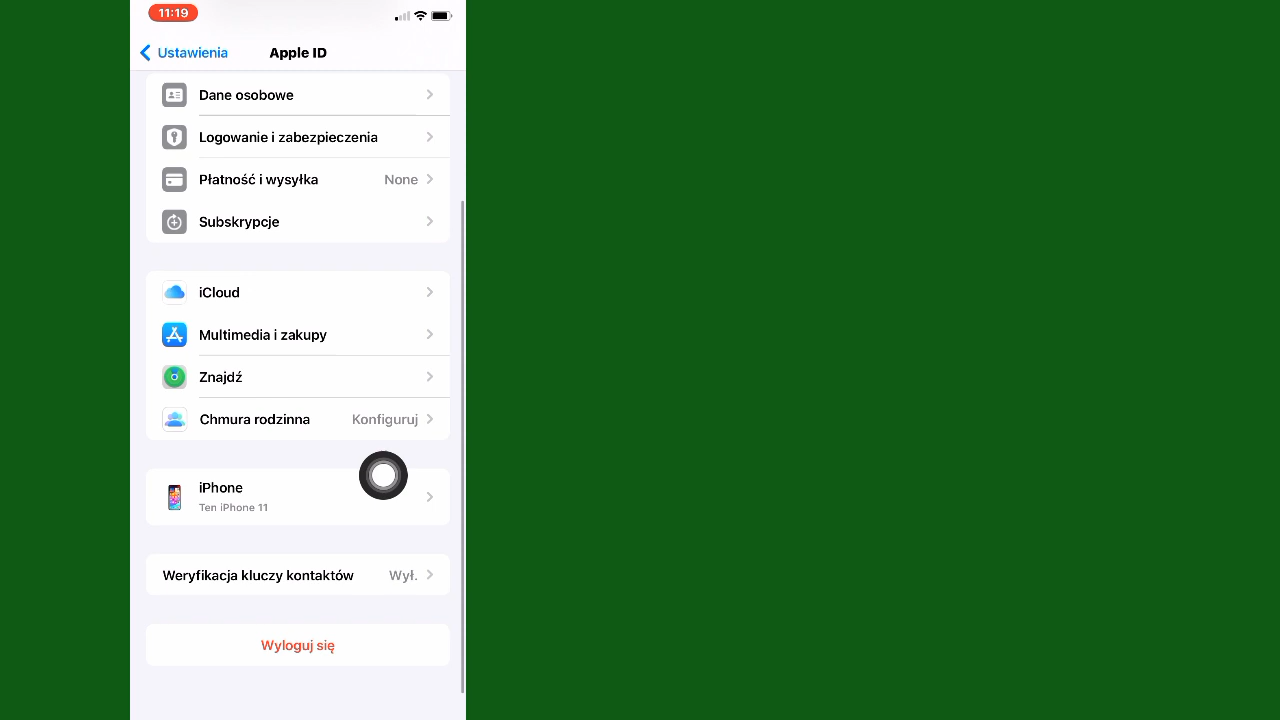 11:19
Ustawienia
Apple ID
Dane osobowe
Logowanie i zabezpieczenia
Płatność i wysyłka None
Subskrypcje
iCloud
Multimedia i zakupy
Znajdź
Chmura rodzinna Konfiguruj
iPhone
Ten iPhone 11
Weryfikacja kluczy kontaktów Wył.
Wyloguj się